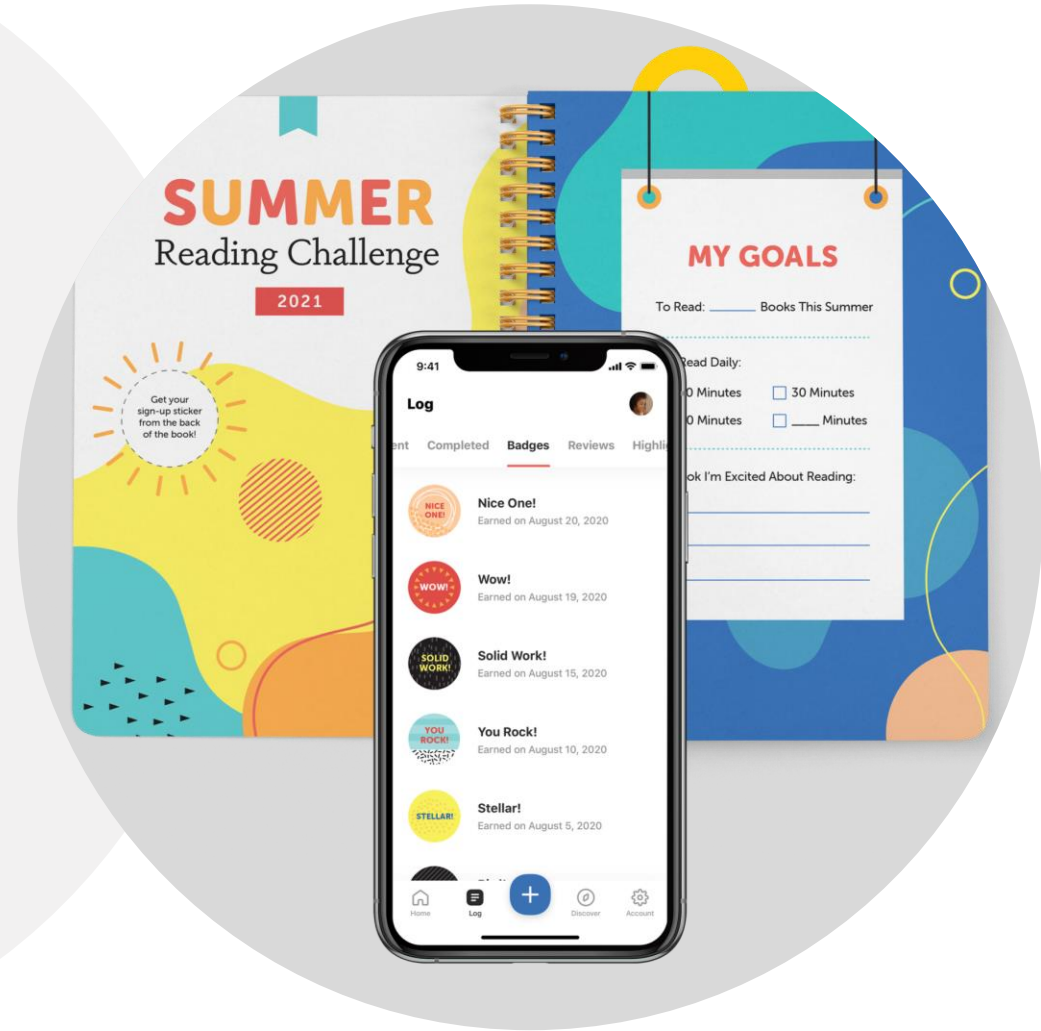 SUMMER
Reading Challenge
2021
Get your
sign-up sticker
from the back
of the book!
MY GOALS
To Read: ______ Books This Summer
Read Daily:
0 Minutes
30 Minutes
0 Minutes
____ Minutes
ok I'm Excited About Reading:
9:41
Log
ent Completed Badges Reviews Highli
NICE
ONE!
Nice One!
Earned on August 20, 2020
WOW!
Wow!
Earned on August 19, 2020
SOLID
WORK!
Solid Work!
Earned on August 15, 2020
YOU
ROCK!
You Rock!
Earned on August 10, 2020
STELLAR!
Stellar!
Earned on August 5, 2020
Home Log Discover Account